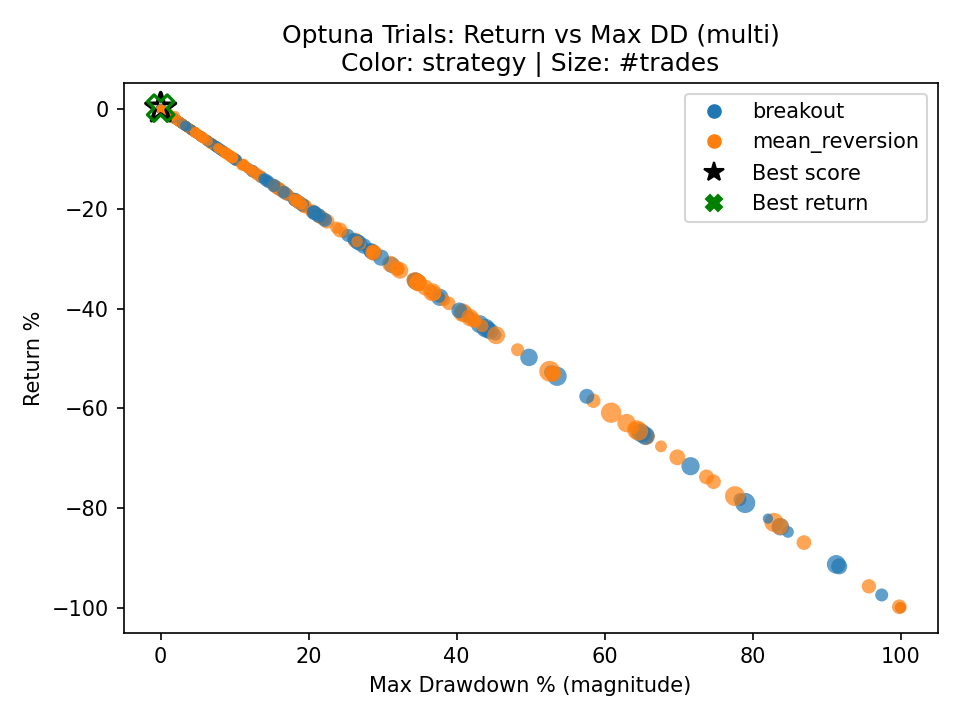 Optuna Trials: Return vs Max DD (multi)
Color: strategy | Size: #trades
breakout
mean_reversion
Best score
Best return
Return %
0
−20
−40
−60
−80
−100
0
20
40
60
80
100
Max Drawdown % (magnitude)